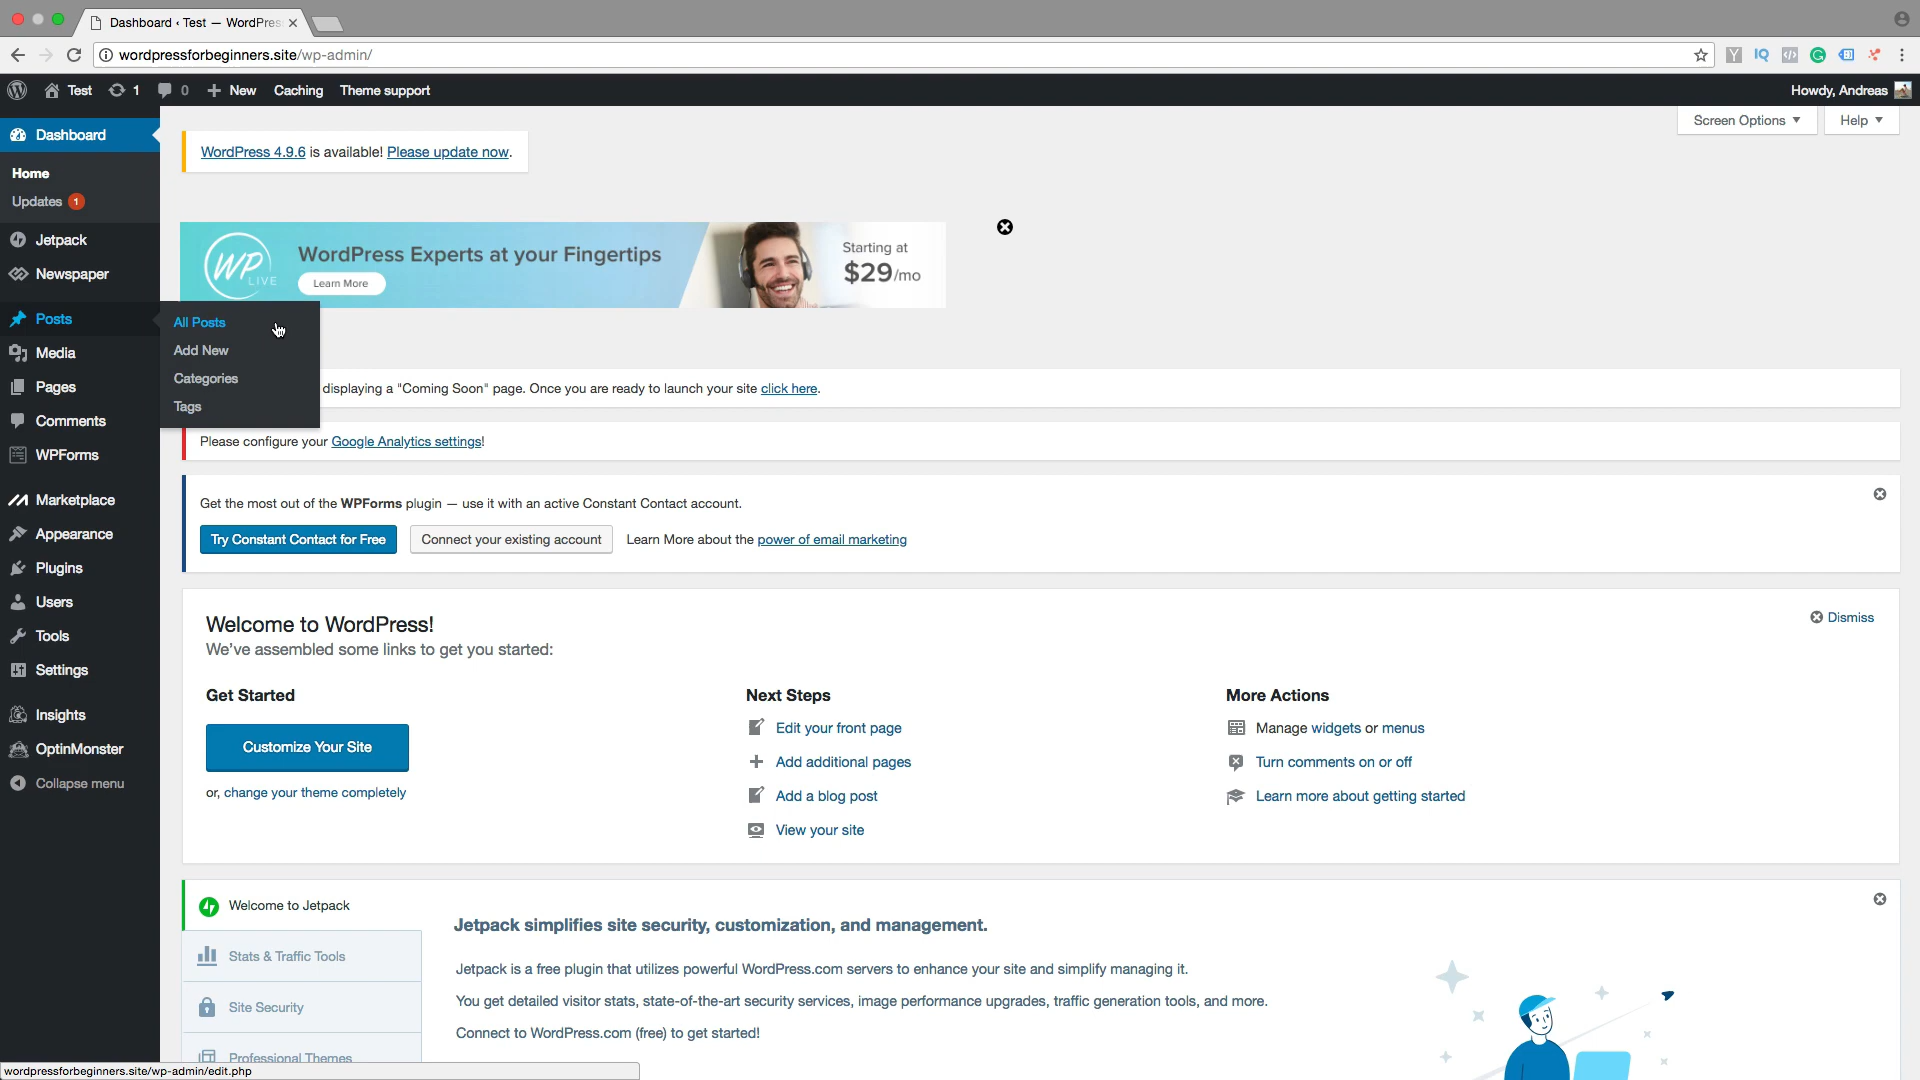 Dashboard ‹ Test — WordPres
wordpressforbeginners.site/wp-admin/
Test 1 0 New Caching Theme support Howdy, Andreas
Dashboard
Home
Updates 1
Jetpack
Newspaper
Posts
Media
Pages
Comments
WPForms
Marketplace
Appearance
Plugins
Users
Tools
Settings
Insights
OptinMonster
Collapse menu
All Posts
Add New
Categories
Tags
Screen Options Help
WordPress 4.9.6 is available! Please update now.
WP LIVE
WordPress Experts at your Fingertips
Learn More
Starting at
$29/mo
displaying a "Coming Soon" page. Once you are ready to launch your site click here.
Please configure your Google Analytics settings!
Get the most out of the WPForms plugin — use it with an active Constant Contact account.
Try Constant Contact for Free Connect your existing account Learn More about the power of email marketing
Welcome to WordPress!
Dismiss
We've assembled some links to get you started:
Get Started
Customize Your Site
or, change your theme completely
Next Steps
Edit your front page
Add additional pages
Add a blog post
View your site
More Actions
Manage widgets or menus
Turn comments on or off
Learn more about getting started
Welcome to Jetpack
Stats & Traffic Tools
Site Security
Professional Themes
Jetpack simplifies site security, customization, and management.
Jetpack is a free plugin that utilizes powerful WordPress.com servers to enhance your site and simplify managing it.
You get detailed visitor stats, state-of-the-art security services, image performance upgrades, traffic generation tools, and more.
Connect to WordPress.com (free) to get started!
wordpressforbeginners.site/wp-admin/edit.php